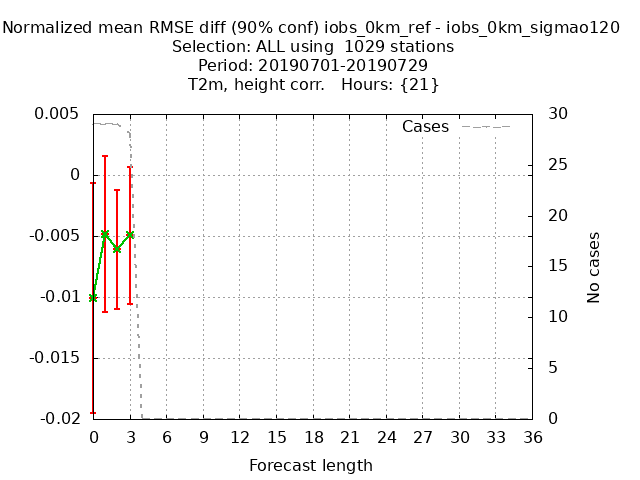 Normalized mean RMSE diff (90% conf) iobs_0km_ref - iobs_0km_sigmao120
Selection: ALL using  1029 stations
Period: 20190701-20190729
T2m, height corr.   Hours: {21}
0.005
0
-0.005
-0.01
-0.015
-0.02
Cases
30
25
20
15
10
5
0
No cases
0 3 6 9 12 15 18 21 24 27 30 33 36
Forecast length